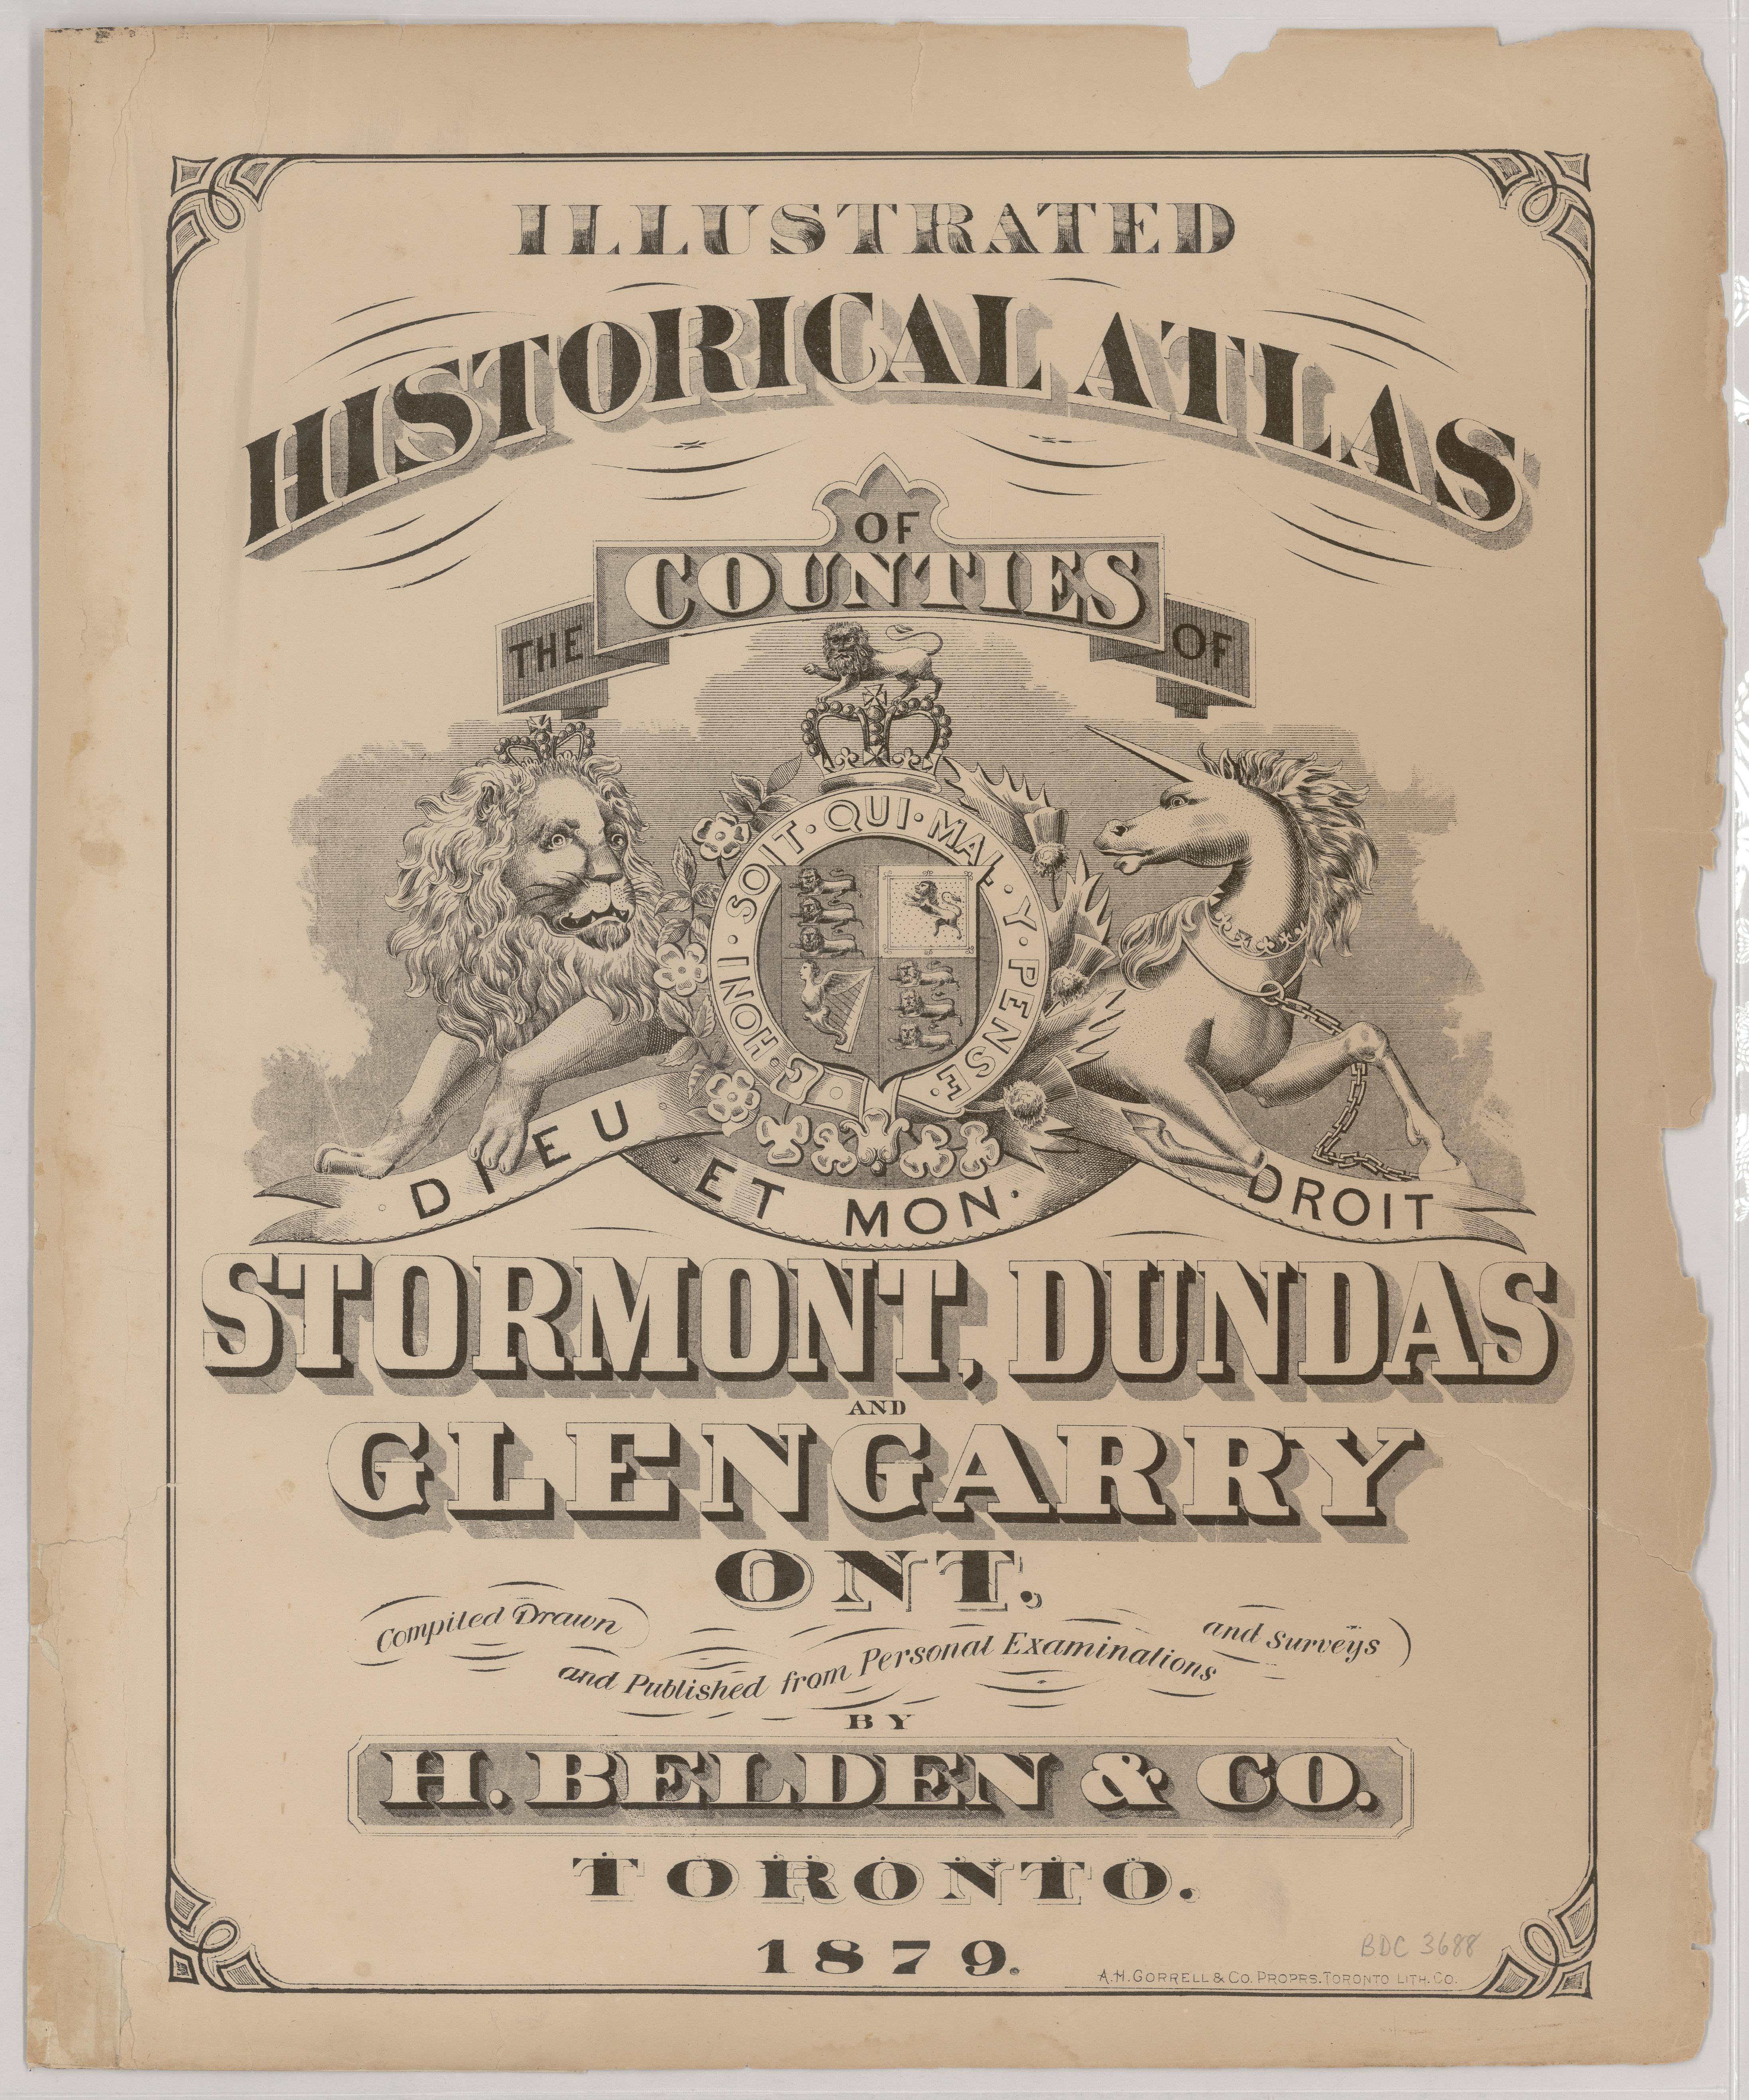 ILLUSTRATED
HISTORICAL ATLAS
OF
THE COUNTIES OF
HONI · SOIT · QUI · MAL · Y · PENSE
DIEU · ET MON · DROIT
STORMONT, DUNDAS
AND
GLENGARRY
ONT.,
Compiled Drawn
and Published from Personal Examinations
and surveys
BY
H. BELDEN & CO.
TORONTO.
1879.
BDC 3688
A.H. GORRELL & CO. PROPRS. TORONTO LITH. CO.